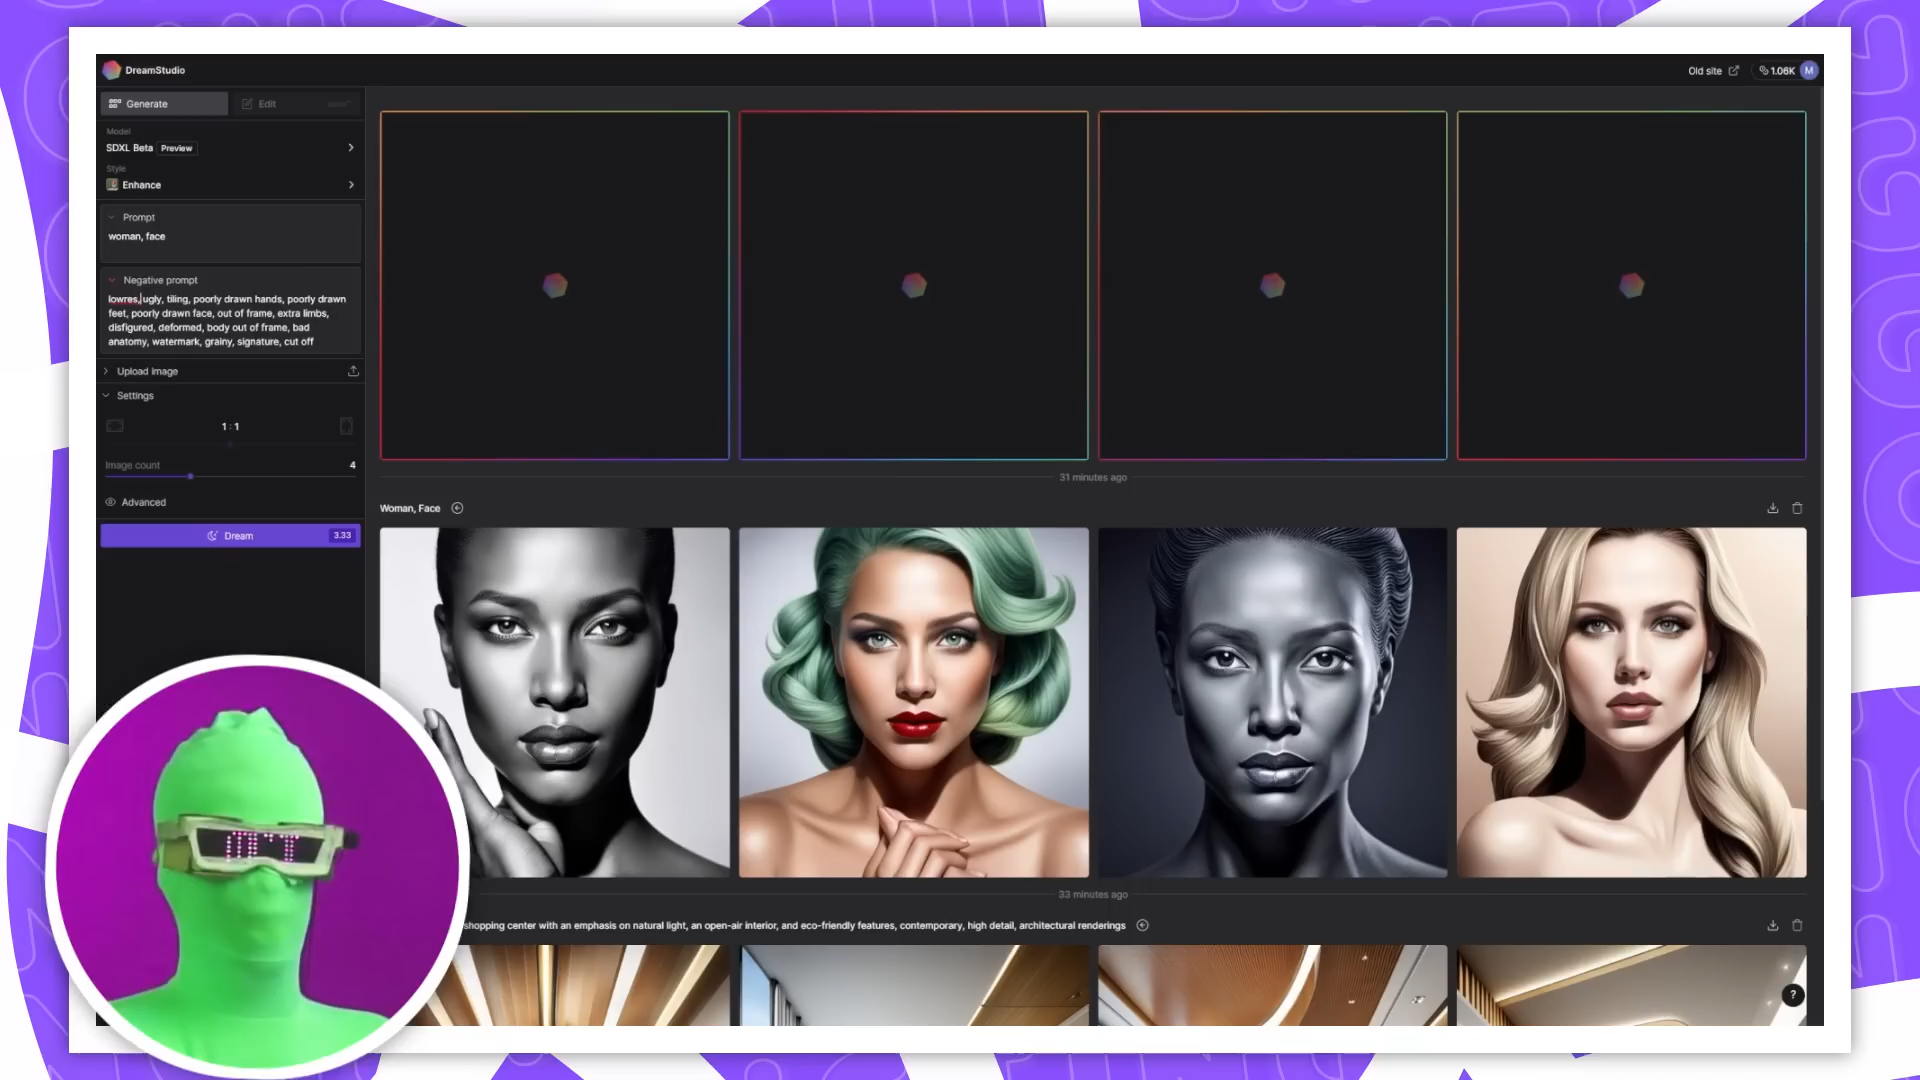 DreamStudio
Old site
1.06K
M
Generate
Edit
Model
SDXL Beta Preview
Style
Enhance
Prompt
woman, face
Negative prompt
lowres, ugly, tiling, poorly drawn hands, poorly drawn
feet, poorly drawn face, out of frame, extra limbs,
disfigured, deformed, body out of frame, bad
anatomy, watermark, grainy, signature, cut off
Upload image
Settings
1 : 1
Image count 4
Advanced
Dream 3.33
31 minutes ago
Woman, Face
33 minutes ago
shopping center with an emphasis on natural light, an open-air interior, and eco-friendly features, contemporary, high detail, architectural renderings
?